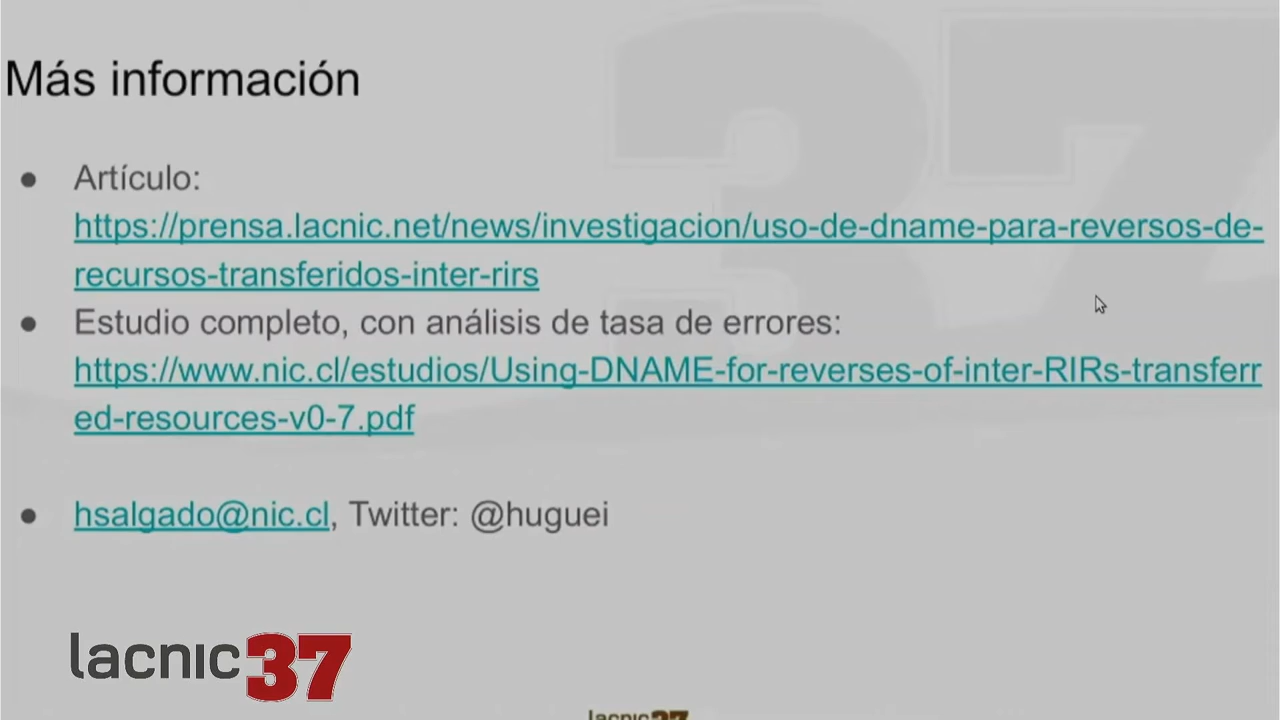 Más información
● Artículo:
https://prensa.lacnic.net/news/investigacion/uso-de-dname-para-reversos-de-
recursos-transferidos-inter-rirs
● Estudio completo, con análisis de tasa de errores:
https://www.nic.cl/estudios/Using-DNAME-for-reverses-of-inter-RIRs-transferr
ed-resources-v0-7.pdf
● hsalgado@nic.cl, Twitter: @huguei
lacnic37
lacnic37
37